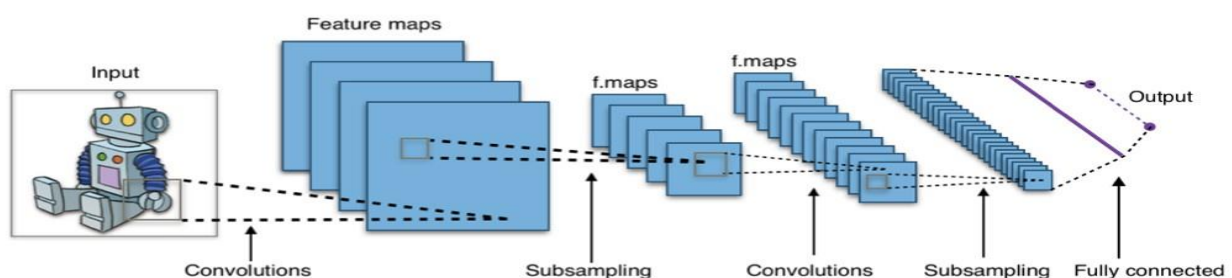 Feature maps
Input
f.maps
f.maps
Output
Convolutions
Subsampling
Convolutions
Subsampling
Fully connected